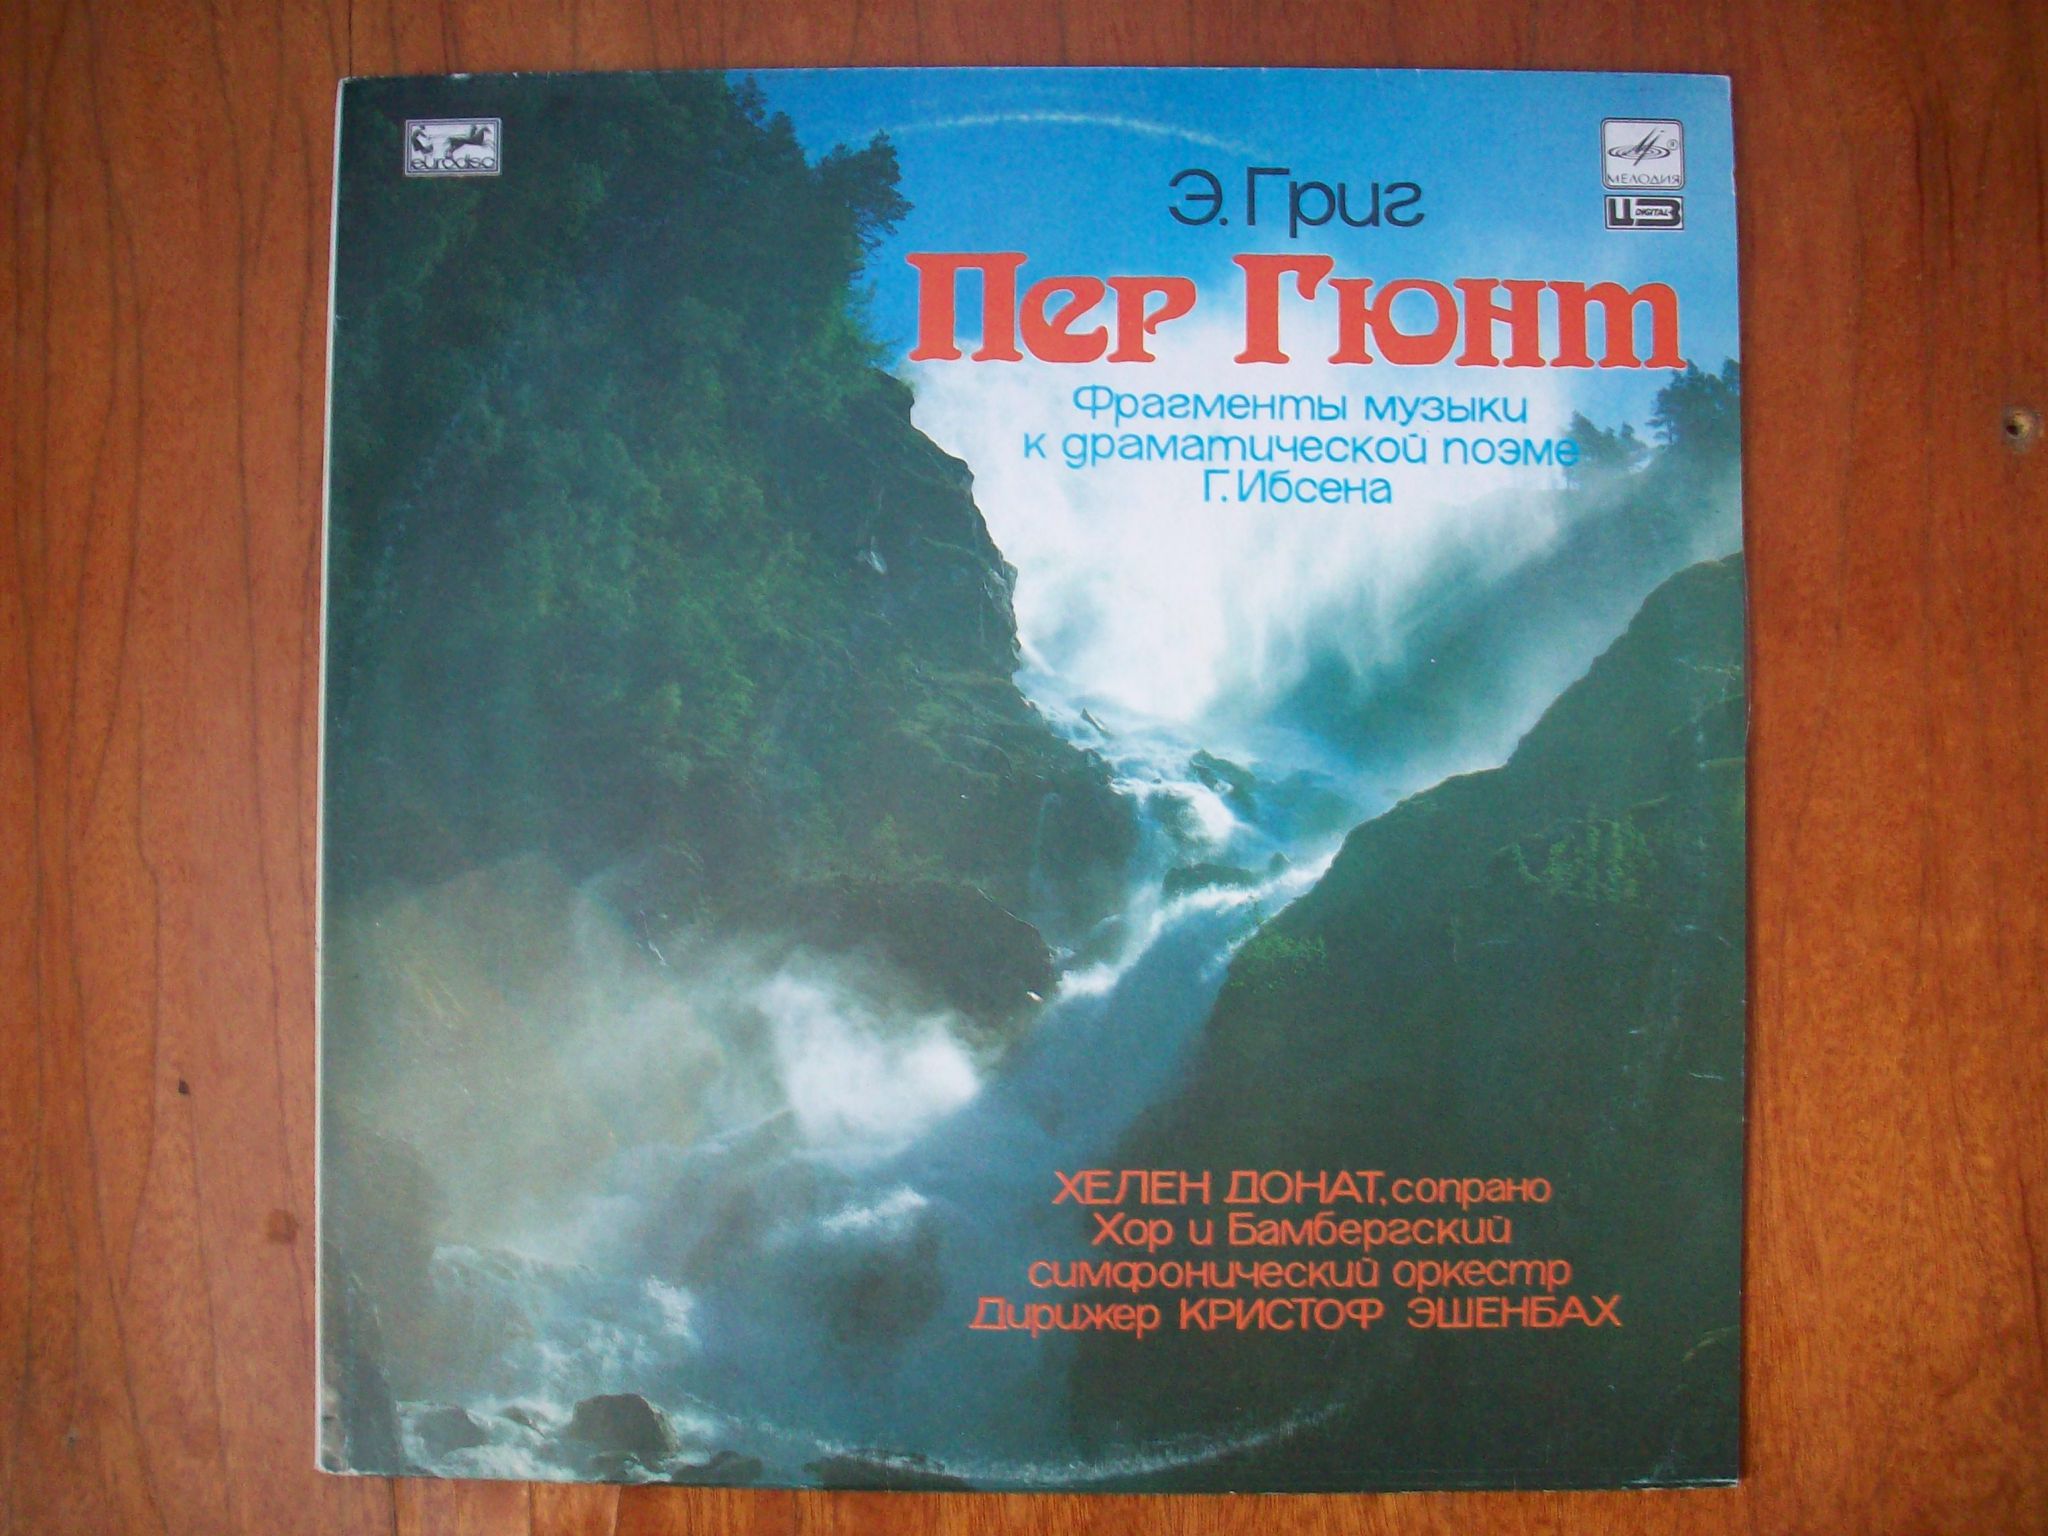 eurodisc
МЕЛОДИЯ
ЦЗ DIGITAL
Э. Григ
Пер Гюнт
Фрагменты музыки
к драматической поэме
Г. Ибсена
ХЕЛЕН ДОНАТ, сопрано
Хор и Бамбергский
симфонический оркестр
Дирижер КРИСТОФ ЭШЕНБАХ